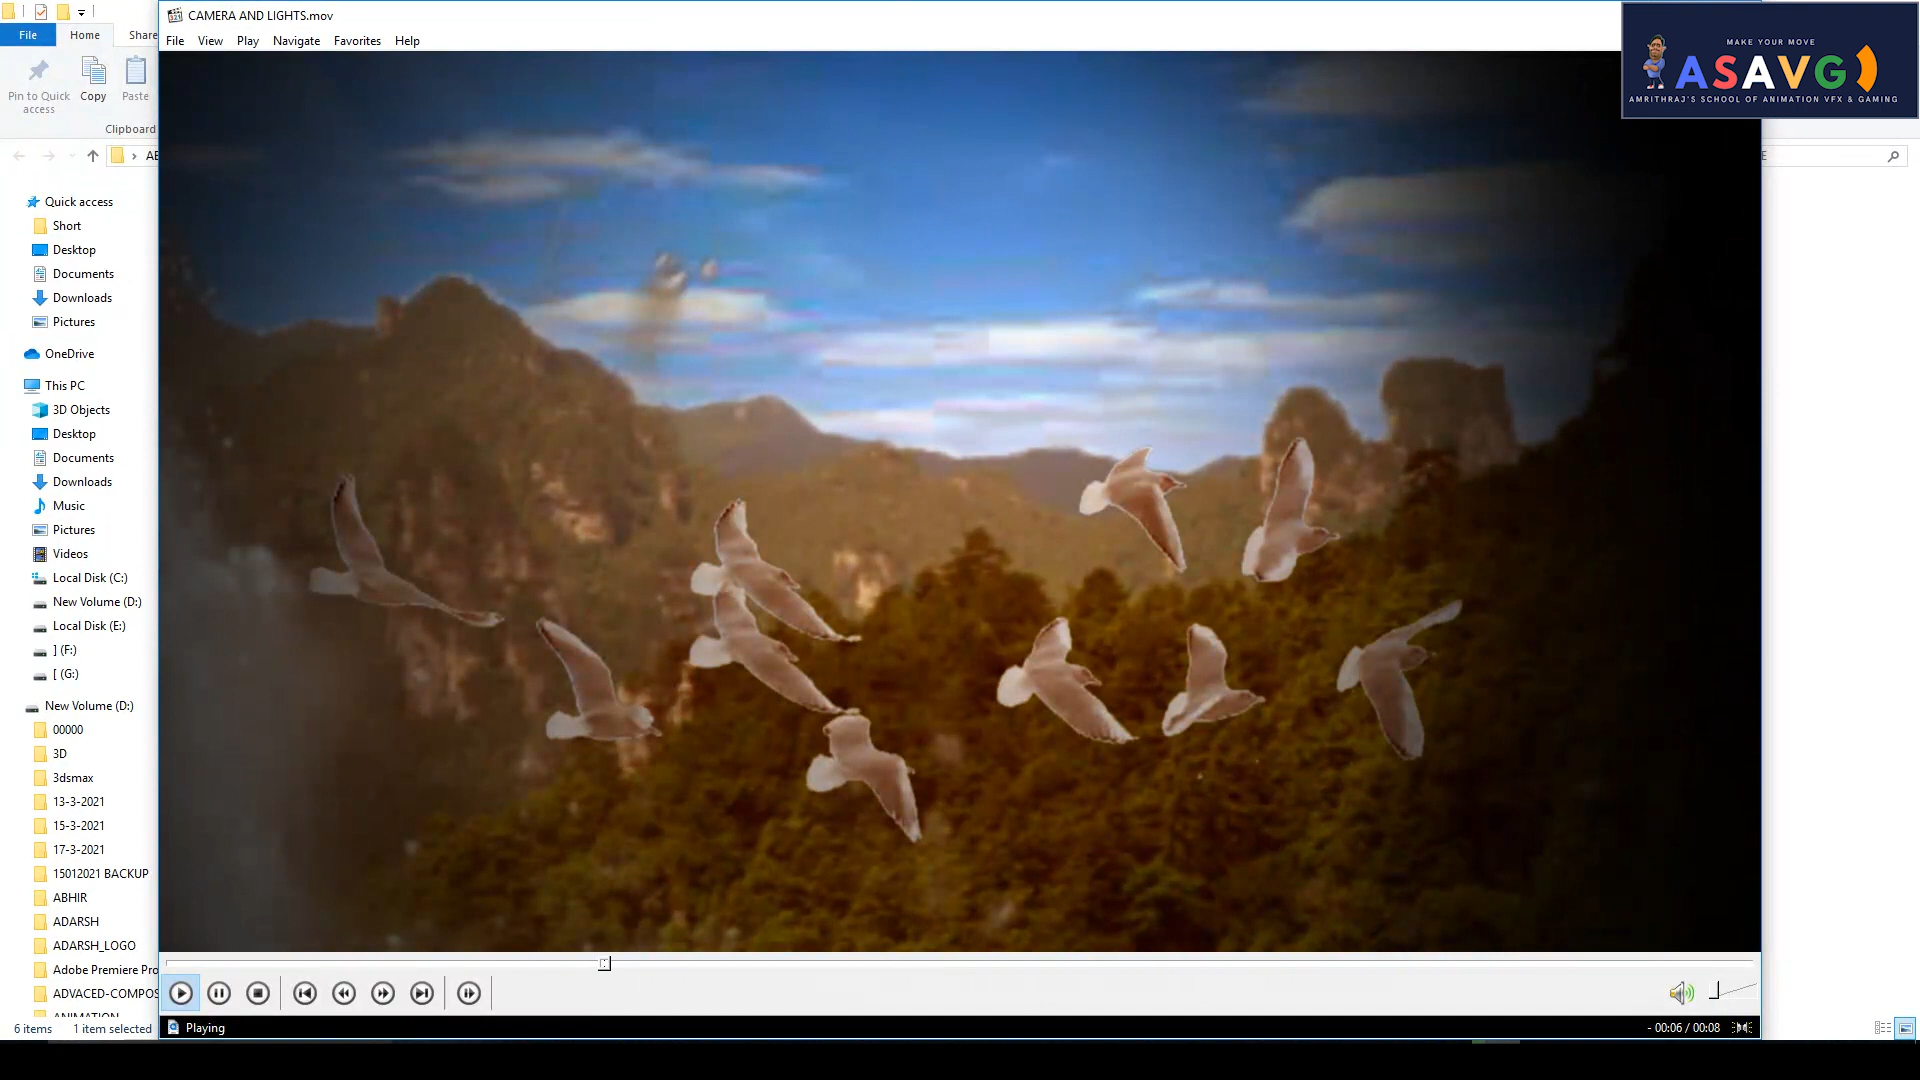 CAMERA AND LIGHTS.mov
File
Home
Share
File View Play Navigate Favorites Help
MAKE YOUR MOVE
ASAVG
AMRITHRAJ'S SCHOOL OF ANIMATION VFX & GAMING
Pin to Quick
access
Copy
Paste
Clipboard
Quick access
Short
Desktop
Documents
Downloads
Pictures
OneDrive
This PC
3D Objects
Desktop
Documents
Downloads
Music
Pictures
Videos
Local Disk (C:)
New Volume (D:)
Local Disk (E:)
] (F:)
[ (G:)
New Volume (D:)
00000
3D
3dsmax
13-3-2021
15-3-2021
17-3-2021
15012021 BACKUP
ABHIR
ADARSH
ADARSH_LOGO
Adobe Premiere Pro
ADVACED-COMPOS
ANIMATION
6 items 1 item selected
Playing
- 00:06 / 00:08